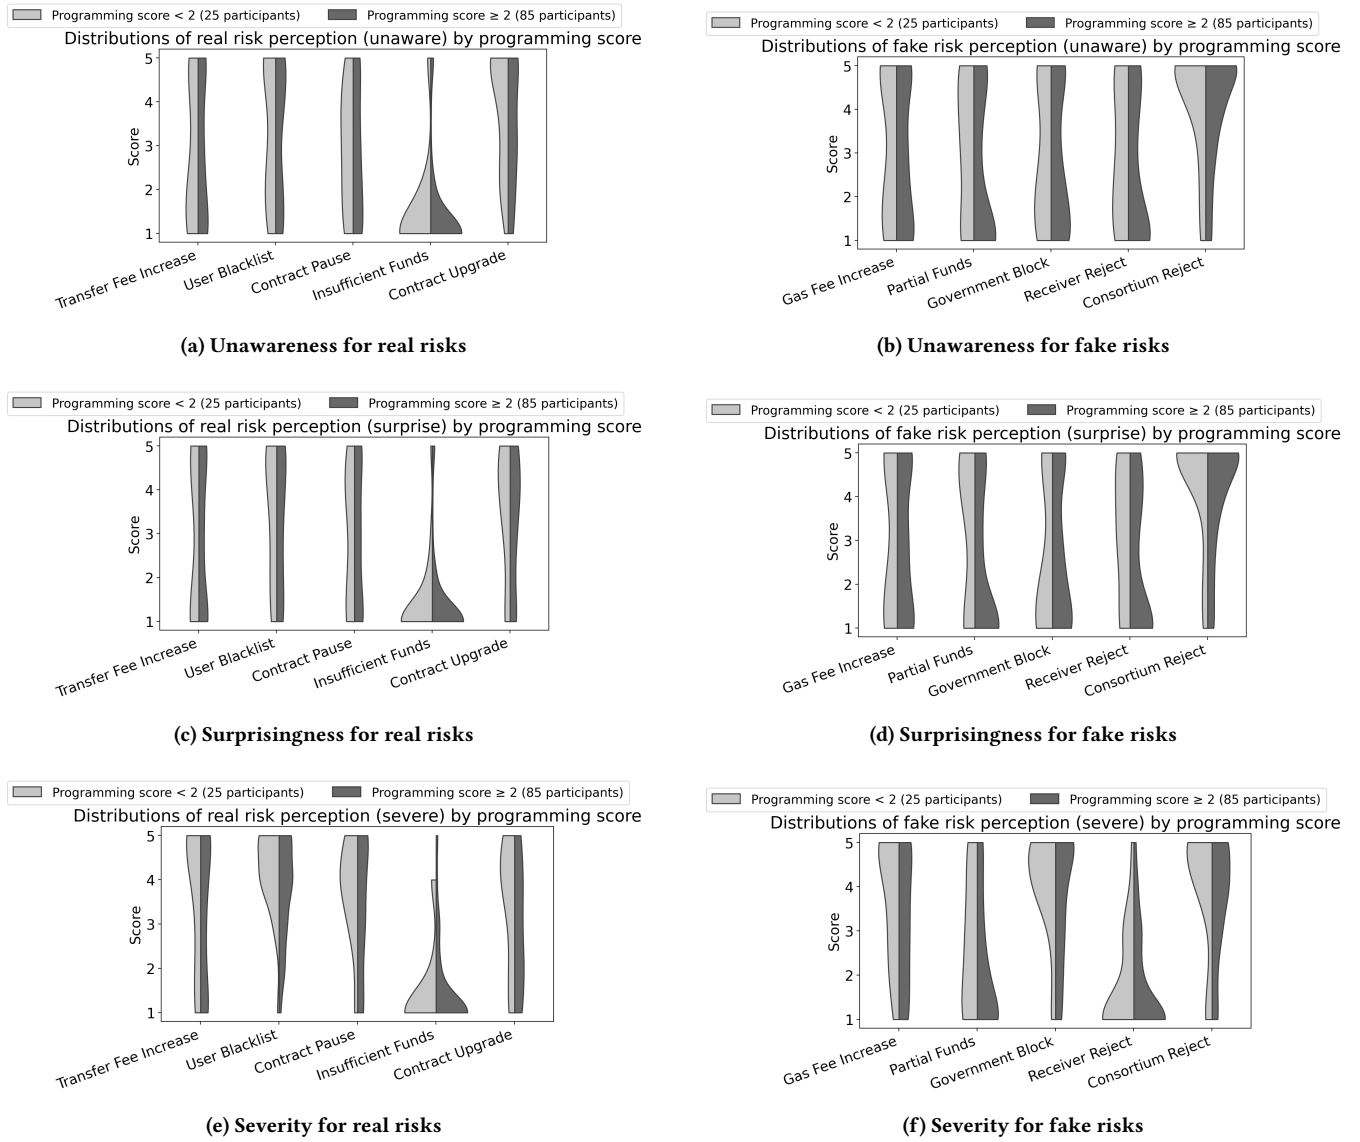 Programming score < 2 (25 participants) Programming score ≥ 2 (85 participants)
Distributions of real risk perception (unaware) by programming score
5
4
3
2
1
Score
Transfer Fee Increase
User Blacklist
Contract Pause
Insufficient Funds
Contract Upgrade
(a) Unawareness for real risks
Programming score < 2 (25 participants) Programming score ≥ 2 (85 participants)
Distributions of fake risk perception (unaware) by programming score
5
4
3
2
1
Score
Gas Fee Increase
Partial Funds
Government Block
Receiver Reject
Consortium Reject
(b) Unawareness for fake risks
Programming score < 2 (25 participants) Programming score ≥ 2 (85 participants)
Distributions of real risk perception (surprise) by programming score
5
4
3
2
1
Score
Transfer Fee Increase
User Blacklist
Contract Pause
Insufficient Funds
Contract Upgrade
(c) Surprisingness for real risks
Programming score < 2 (25 participants) Programming score ≥ 2 (85 participants)
Distributions of fake risk perception (surprise) by programming score
5
4
3
2
1
Score
Gas Fee Increase
Partial Funds
Government Block
Receiver Reject
Consortium Reject
(d) Surprisingness for fake risks
Programming score < 2 (25 participants) Programming score ≥ 2 (85 participants)
Distributions of real risk perception (severe) by programming score
5
4
3
2
1
Score
Transfer Fee Increase
User Blacklist
Contract Pause
Insufficient Funds
Contract Upgrade
(e) Severity for real risks
Programming score < 2 (25 participants) Programming score ≥ 2 (85 participants)
Distributions of fake risk perception (severe) by programming score
5
4
3
2
1
Score
Gas Fee Increase
Partial Funds
Government Block
Receiver Reject
Consortium Reject
(f) Severity for fake risks